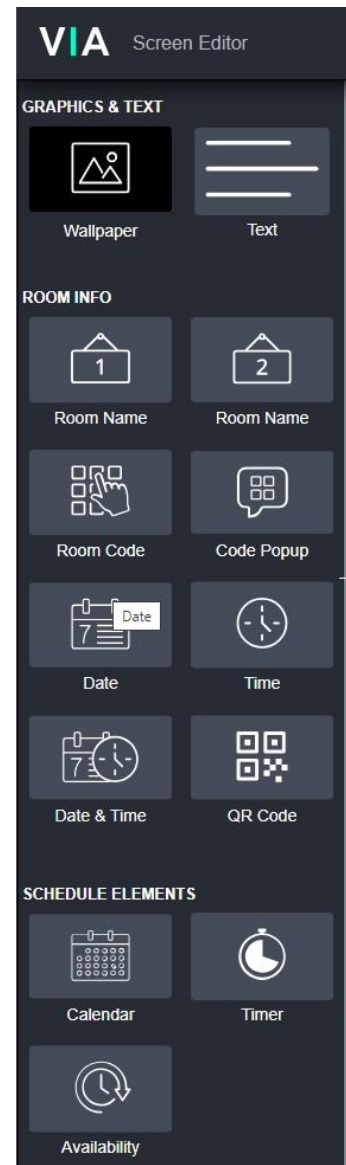 VIA Screen Editor
GRAPHICS & TEXT
Wallpaper Text
ROOM INFO
1 2
Room Name Room Name
Room Code Code Popup
7 Date
Date Time
7
Date & Time QR Code
SCHEDULE ELEMENTS
Calendar Timer
Availability